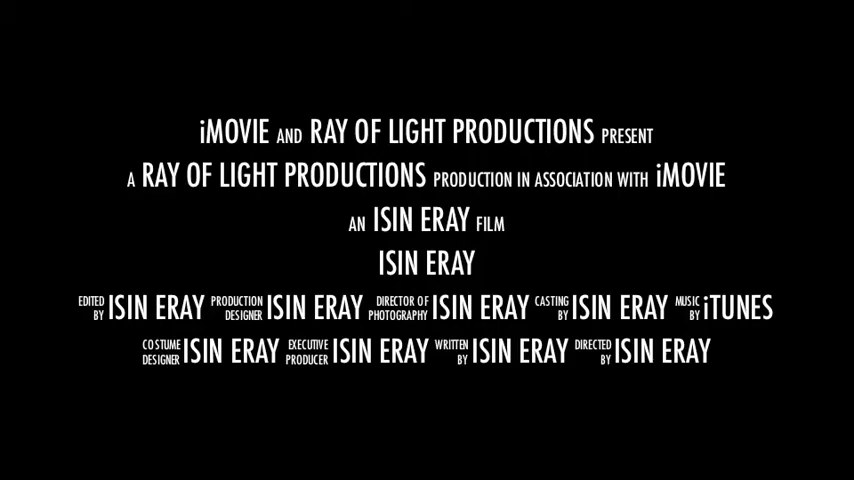 iMOVIE AND RAY OF LIGHT PRODUCTIONS PRESENT
A RAY OF LIGHT PRODUCTIONS PRODUCTION IN ASSOCIATION WITH iMOVIE
AN ISIN ERAY FILM
ISIN ERAY
EDITED BY ISIN ERAY PRODUCTION DESIGNER ISIN ERAY DIRECTOR OF PHOTOGRAPHY ISIN ERAY CASTING BY ISIN ERAY MUSIC BY iTUNES
COSTUME DESIGNER ISIN ERAY EXECUTIVE PRODUCER ISIN ERAY WRITTEN BY ISIN ERAY DIRECTED BY ISIN ERAY